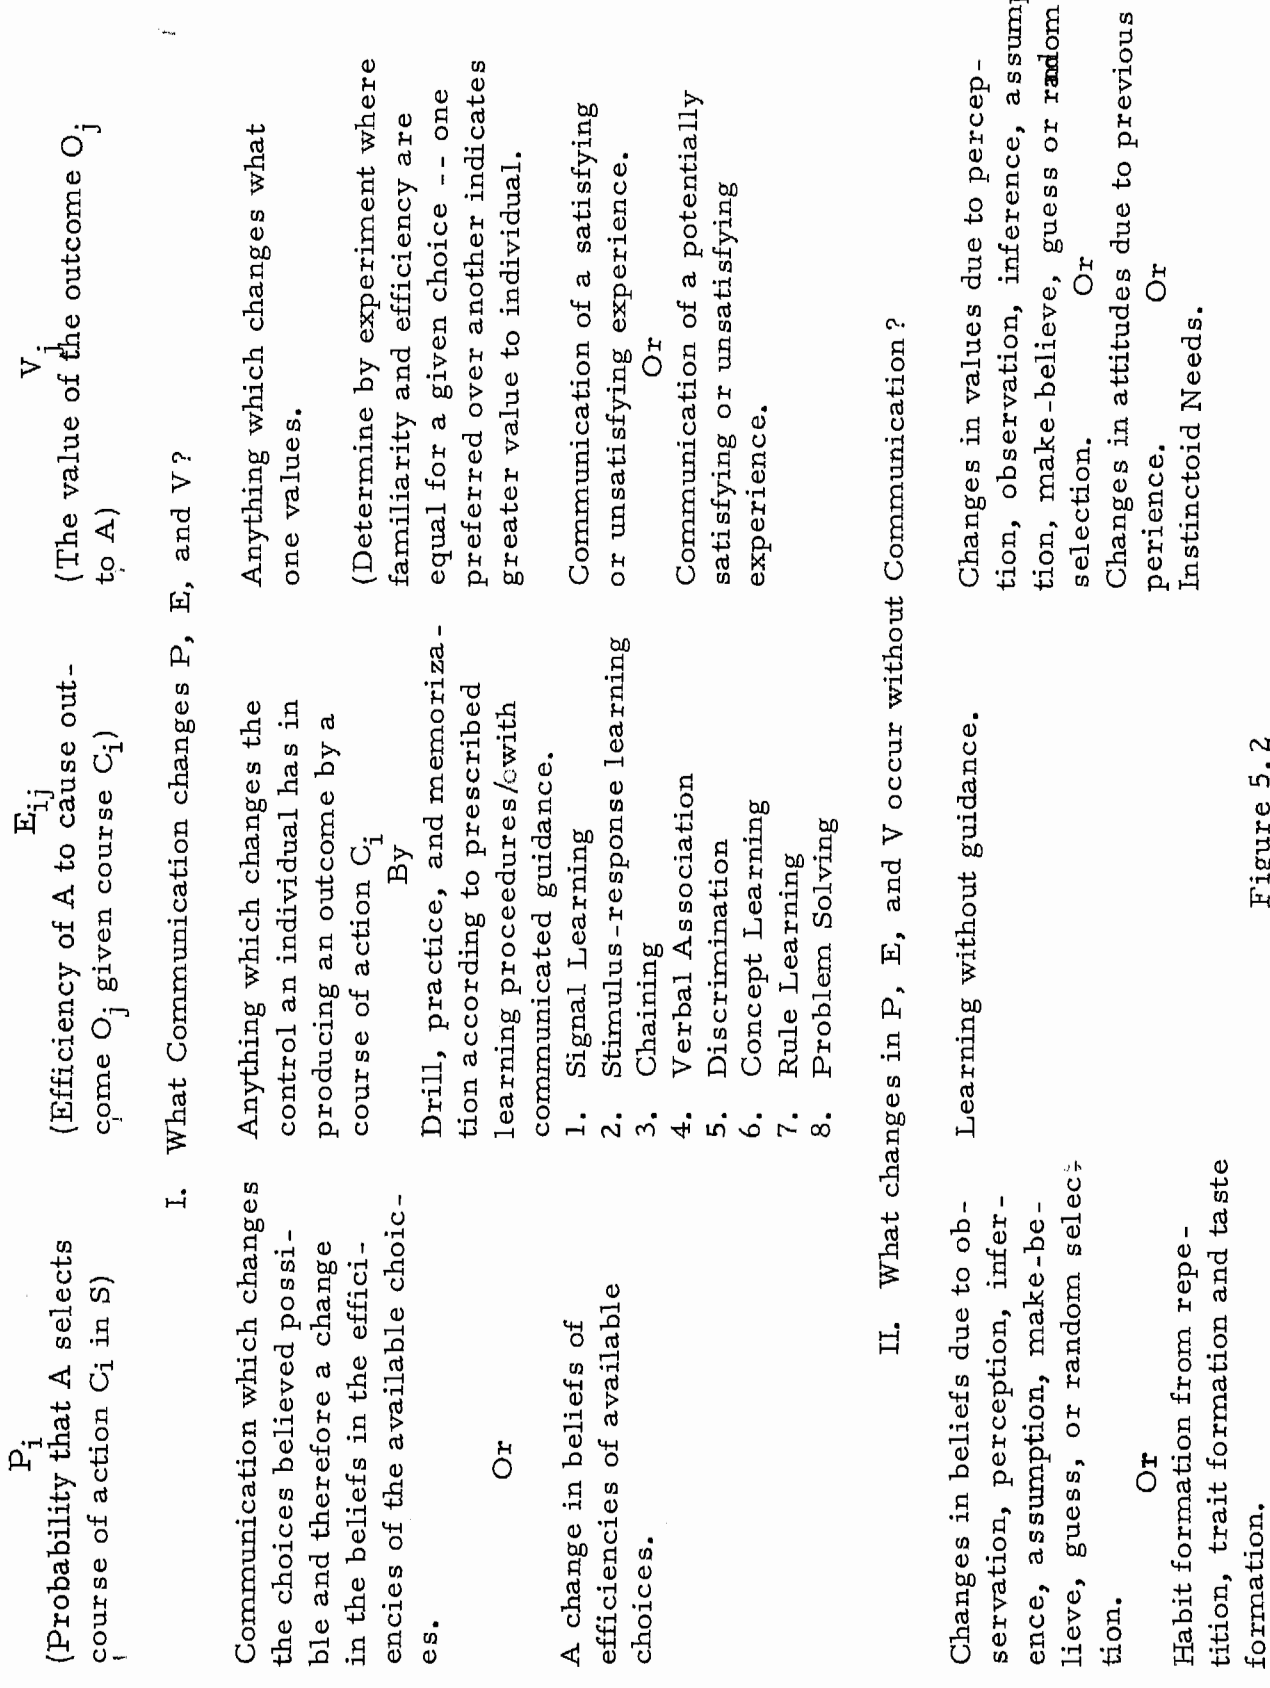 P_i
(Probability that A selects
course of action C_i in S)
E_ij
(Efficiency of A to cause out-
come O_j given course C_i)
V_j
(The value of the outcome O_j
to A)
I. What Communication changes P, E, and V?
Communication which changes
the choices believed possi-
ble and therefore a change
in the beliefs in the effici-
encies of the available choic-
es.
Or
A change in beliefs of
efficiencies of available
choices.
Anything which changes the
control an individual has in
producing an outcome by a
course of action C_i
By
Drill, practice, and memoriza-
tion according to prescribed
learning proceedures/owith
communicated guidance.
1. Signal Learning
2. Stimulus-response learning
3. Chaining
4. Verbal Association
5. Discrimination
6. Concept Learning
7. Rule Learning
8. Problem Solving
Anything which changes what
one values.
(Determine by experiment where
familiarity and efficiency are
equal for a given choice -- one
preferred over another indicates
greater value to individual.
Communication of a satisfying
or unsatisfying experience.
Or
Communication of a potentially
satisfying or unsatisfying
experience.
II. What changes in P, E, and V occur without Communication?
Changes in beliefs due to ob-
servation, perception, infer-
ence, assumption, make-be-
lieve, guess, or random selec-
tion.
Or
Habit formation from repe-
tition, trait formation and taste
formation.
Learning without guidance.
Changes in values due to percep-
tion, observation, inference, assump
tion, make-believe, guess or random
selection. Or
Changes in attitudes due to previous
perience. Or
Instinctoid Needs.
Figure 5.2